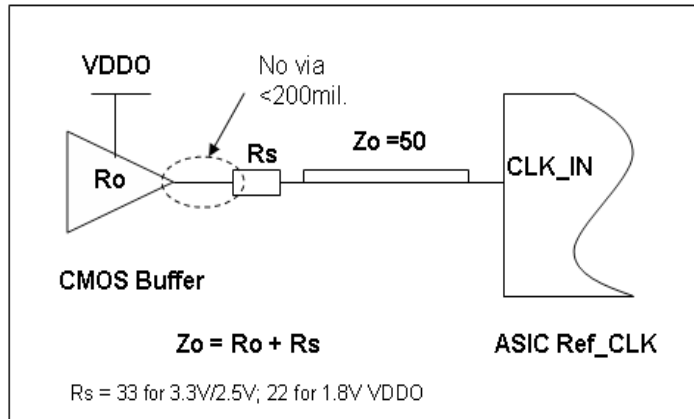 VDDO
No via
<200mil.
Rs
Zo =50
Ro
CLK_IN
CMOS Buffer
Zo = Ro + Rs
ASIC Ref_CLK
Rs = 33 for 3.3V/2.5V; 22 for 1.8V VDDO